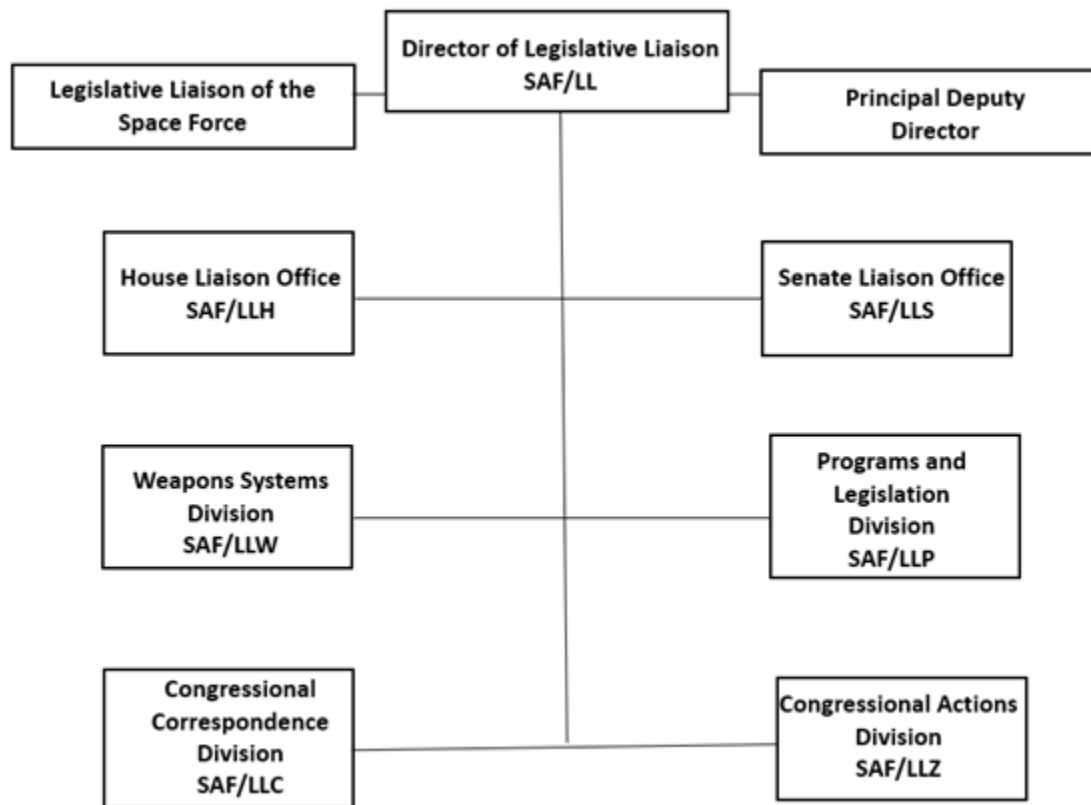 Director of Legislative Liaison
SAF/LL
Legislative Liaison of the
Space Force
Principal Deputy
Director
House Liaison Office
SAF/LLH
Senate Liaison Office
SAF/LLS
Weapons Systems
Division
SAF/LLW
Programs and
Legislation
Division
SAF/LLP
Congressional
Correspondence
Division
SAF/LLC
Congressional Actions
Division
SAF/LLZ